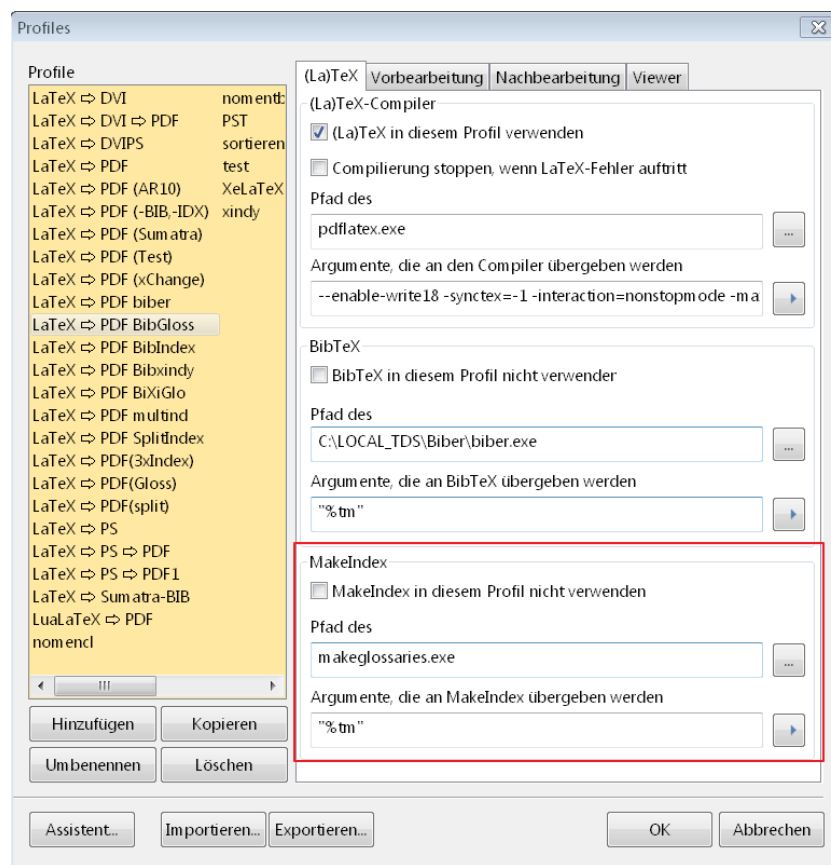 Profiles
Profile
LaTeX ⇨ DVI
LaTeX ⇨ DVI ⇨ PDF
LaTeX ⇨ DVIPS
LaTeX ⇨ PDF
LaTeX ⇨ PDF (AR10)
LaTeX ⇨ PDF (-BIB,-IDX)
LaTeX ⇨ PDF (Sumatra)
LaTeX ⇨ PDF (Test)
LaTeX ⇨ PDF (xChange)
LaTeX ⇨ PDF biber
LaTeX ⇨ PDF BibGloss
LaTeX ⇨ PDF BibIndex
LaTeX ⇨ PDF Bibxindy
LaTeX ⇨ PDF BiXiGlo
LaTeX ⇨ PDF multind
LaTeX ⇨ PDF SplitIndex
LaTeX ⇨ PDF(3xIndex)
LaTeX ⇨ PDF(Gloss)
LaTeX ⇨ PDF(split)
LaTeX ⇨ PS
LaTeX ⇨ PS ⇨ PDF
LaTeX ⇨ PS ⇨ PDF1
LaTeX ⇨ Sumatra-BIB
LuaLaTeX ⇨ PDF
nomencl
PST
sortieren
test
XeLaTeX
xindy
Hinzufügen
Kopieren
Umbenennen
Löschen
(La)TeX
Vorbearbeitung
Nachbearbeitung
Viewer
(La)TeX-Compiler
(La)TeX in diesem Profil verwenden
Compilierung stoppen, wenn LaTeX-Fehler auftritt
Pfad des
pdflatex.exe
...
Argumente, die an den Compiler übergeben werden
--enable-write18 -synctex=-1 -interaction=nonstopmode -ma
BibTeX
BibTeX in diesem Profil nicht verwender
Pfad des
C:\LOCAL_TDS\Biber\biber.exe
...
Argumente, die an BibTeX übergeben werden
"%tm"
MakeIndex
MakeIndex in diesem Profil nicht verwenden
Pfad des
makeglossaries.exe
...
Argumente, die an MakeIndex übergeben werden
"%tm"
Assistent...
Importieren...
Exportieren...
OK
Abbrechen